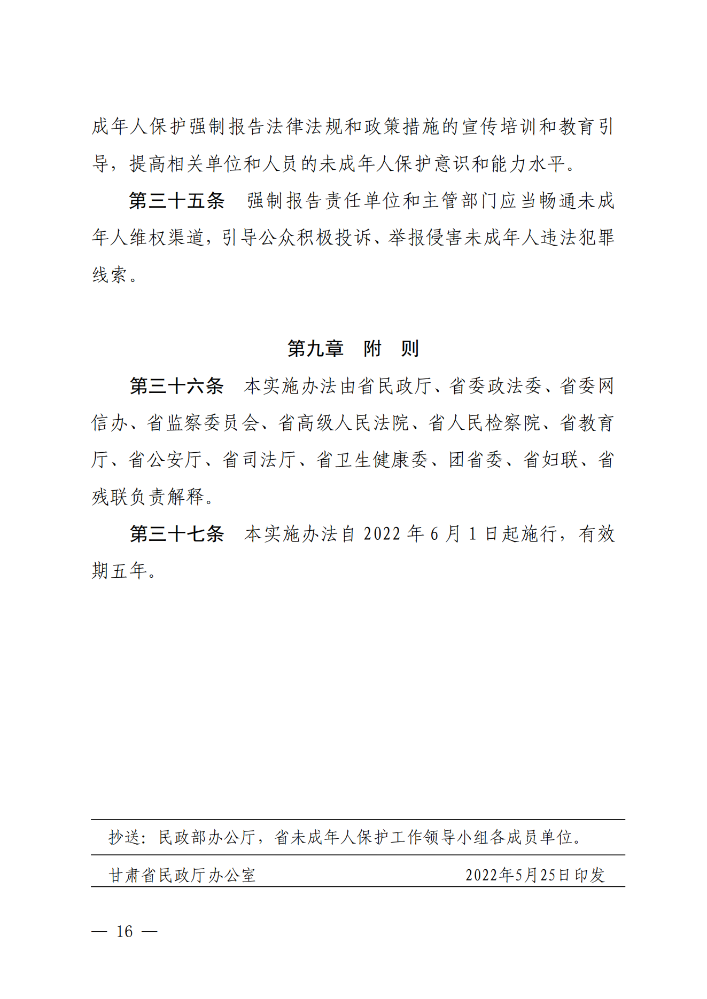 成年人保护强制报告法律法规和政策措施的宣传培训和教育引
导，提高相关单位和人员的未成年人保护意识和能力水平。
第三十五条　强制报告责任单位和主管部门应当畅通未成
年人维权渠道，引导公众积极投诉、举报侵害未成年人违法犯罪
线索。
第九章　附　则
第三十六条　本实施办法由省民政厅、省委政法委、省委网
信办、省监察委员会、省高级人民法院、省人民检察院、省教育
厅、省公安厅、省司法厅、省卫生健康委、团省委、省妇联、省
残联负责解释。
第三十七条　本实施办法自 2022 年 6 月 1 日起施行，有效
期五年。
抄送：民政部办公厅，省未成年人保护工作领导小组各成员单位。
甘肃省民政厅办公室　2022年5月25日印发
— 16 —